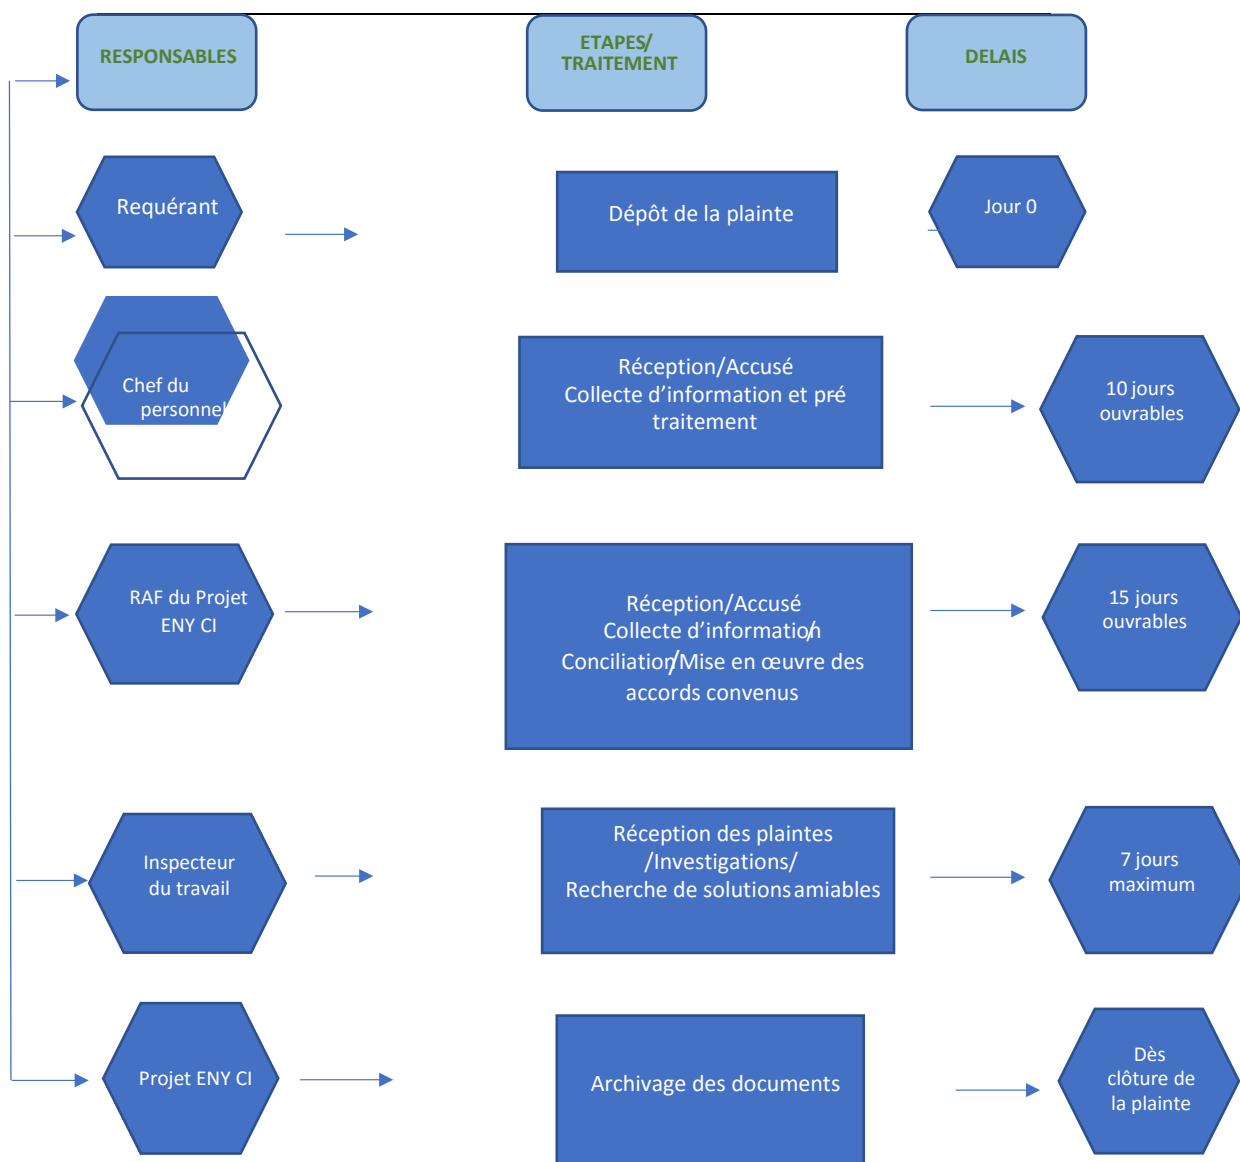 RESPONSABLES
ETAPES/
TRAITEMENT
DELAIS
Requérant
Dépôt de la plainte
Jour 0
Chef du
personnel
Réception/Accusé
Collecte d'information et pré-
traitement
10 jours
ouvrables
RAF du Projet
ENY CI
Réception/Accusé
Collecte d'information/
Conciliation/Mise en œuvre des
accords convenus
15 jours
ouvrables
Inspecteur
du travail
Réception des plaintes
/Investigations/
Recherche de solutions amiables
7 jours
maximum
Projet ENY CI
Archivage des documents
Dès
clôture de
la plainte